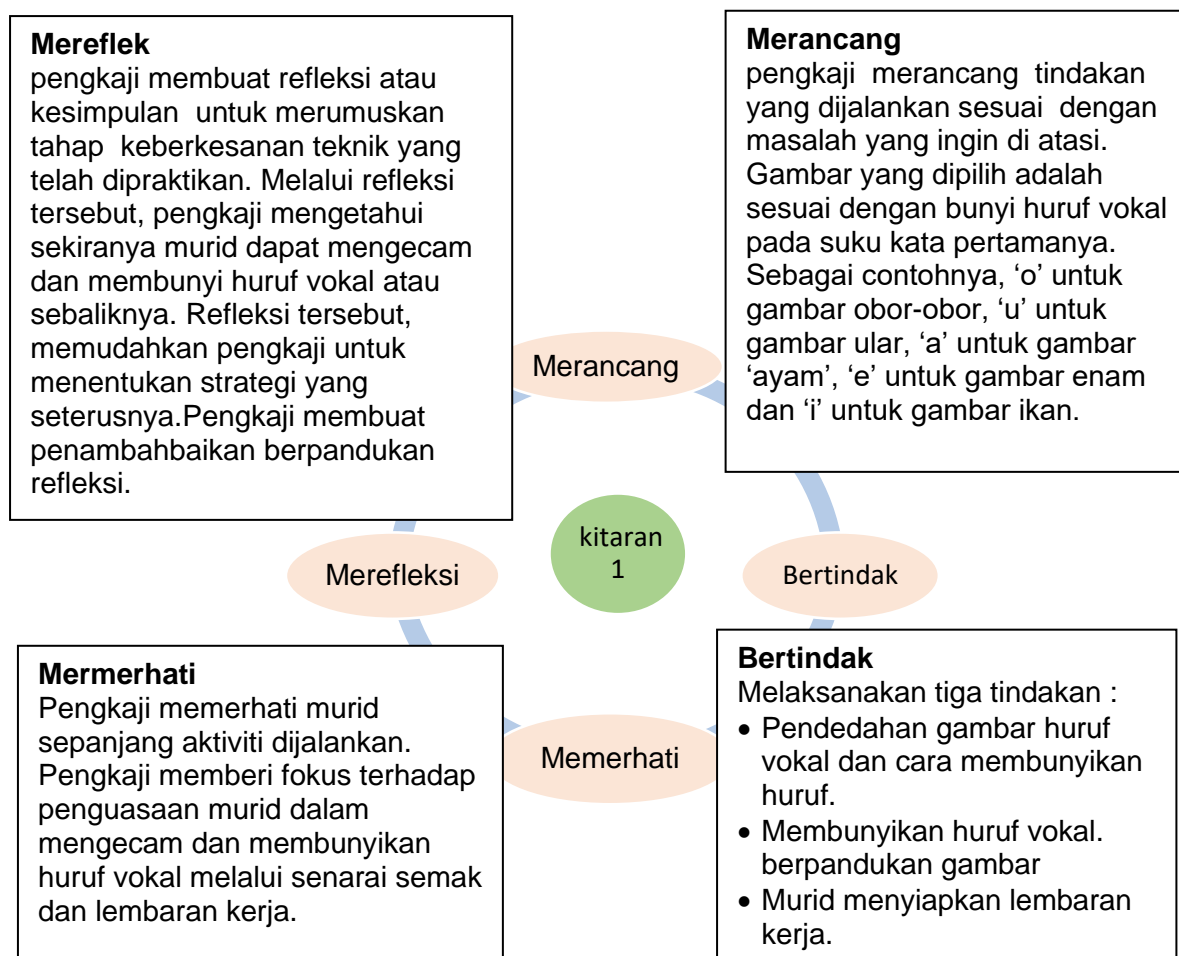 Mereflek
pengkaji membuat refleksi atau
kesimpulan untuk merumuskan
tahap keberkesanan teknik yang
telah dipraktikan. Melalui refleksi
tersebut, pengkaji mengetahui
sekiranya murid dapat mengecam
dan membunyi huruf vokal atau
sebaliknya. Refleksi tersebut,
memudahkan pengkaji untuk
menentukan strategi yang
seterusnya.Pengkaji membuat
penambahbaikan berpandukan
refleksi.
Merancang
pengkaji merancang tindakan
yang dijalankan sesuai dengan
masalah yang ingin di atasi.
Gambar yang dipilih adalah
sesuai dengan bunyi huruf vokal
pada suku kata pertamanya.
Sebagai contohnya, ‘o’ untuk
gambar obor-obor, ‘u’ untuk
gambar ular, ‘a’ untuk gambar
‘ayam’, ‘e’ untuk gambar enam
dan ‘i’ untuk gambar ikan.
Merancang
kitaran
1
Merefleksi
Bertindak
Memerhati
Mermerhati
Pengkaji memerhati murid
sepanjang aktiviti dijalankan.
Pengkaji memberi fokus terhadap
penguasaan murid dalam
mengecam dan membunyikan
huruf vokal melalui senarai semak
dan lembaran kerja.
Bertindak
Melaksanakan tiga tindakan :
• Pendedahan gambar huruf
vokal dan cara membunyikan
huruf.
• Membunyikan huruf vokal.
berpandukan gambar
• Murid menyiapkan lembaran
kerja.